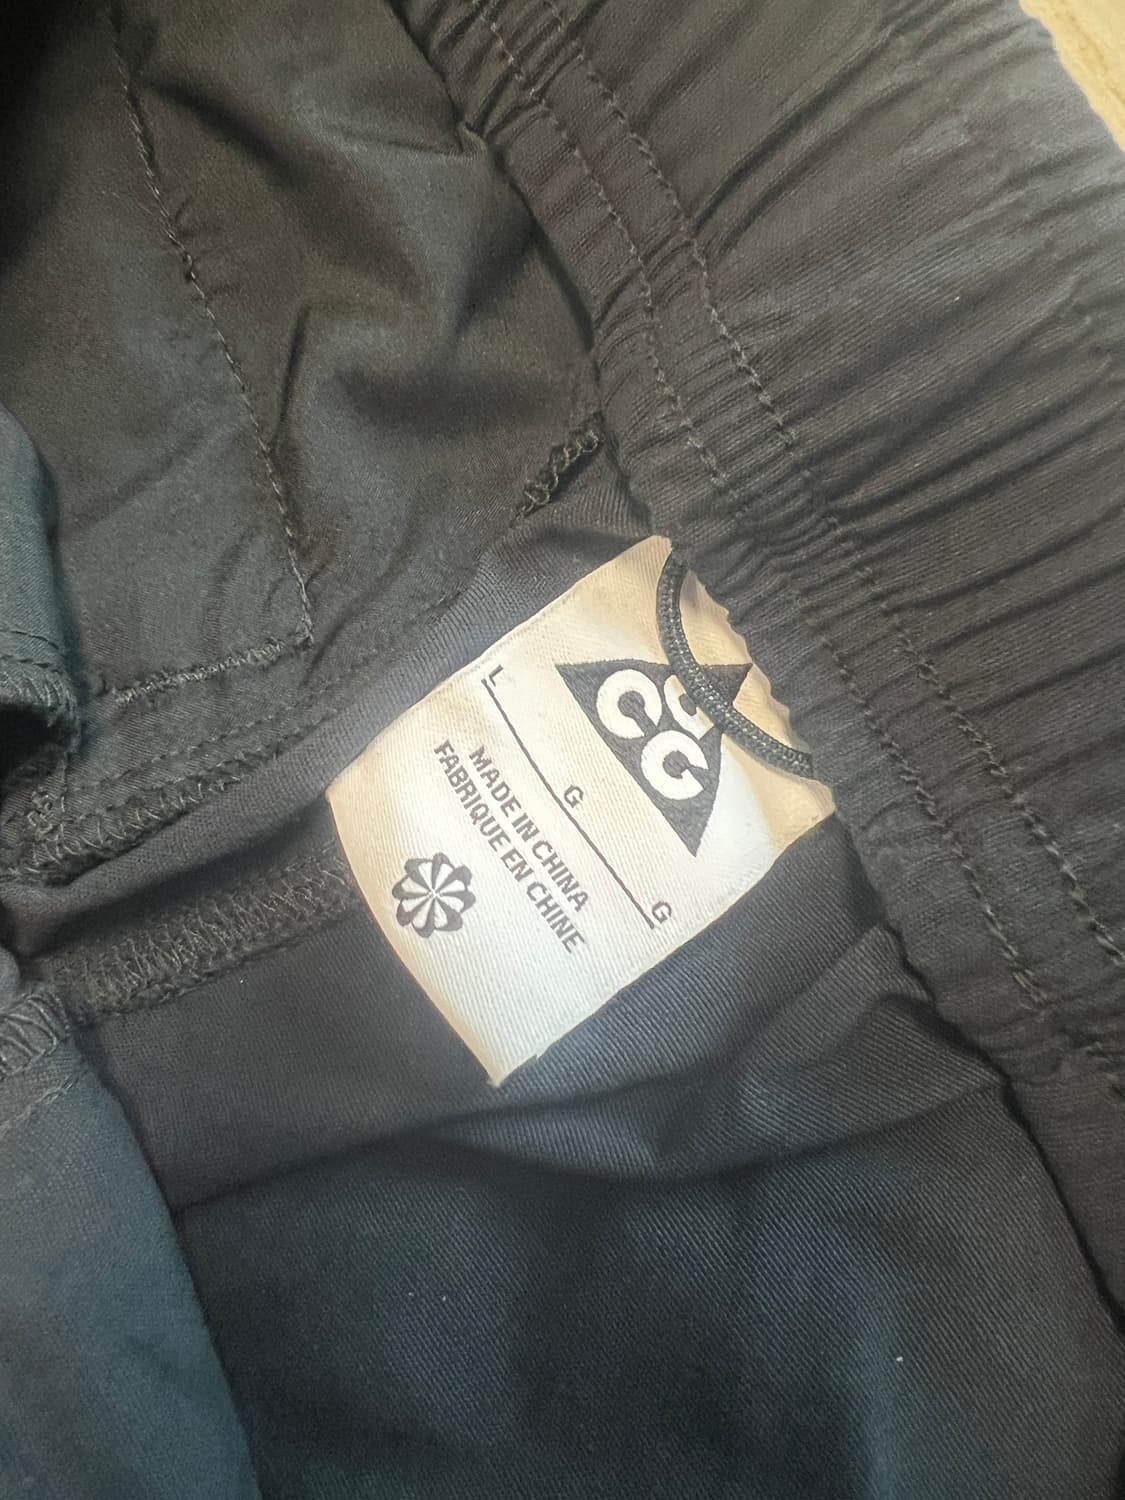 ACG
L G G
MADE IN CHINA
FABRIQUE EN CHINE